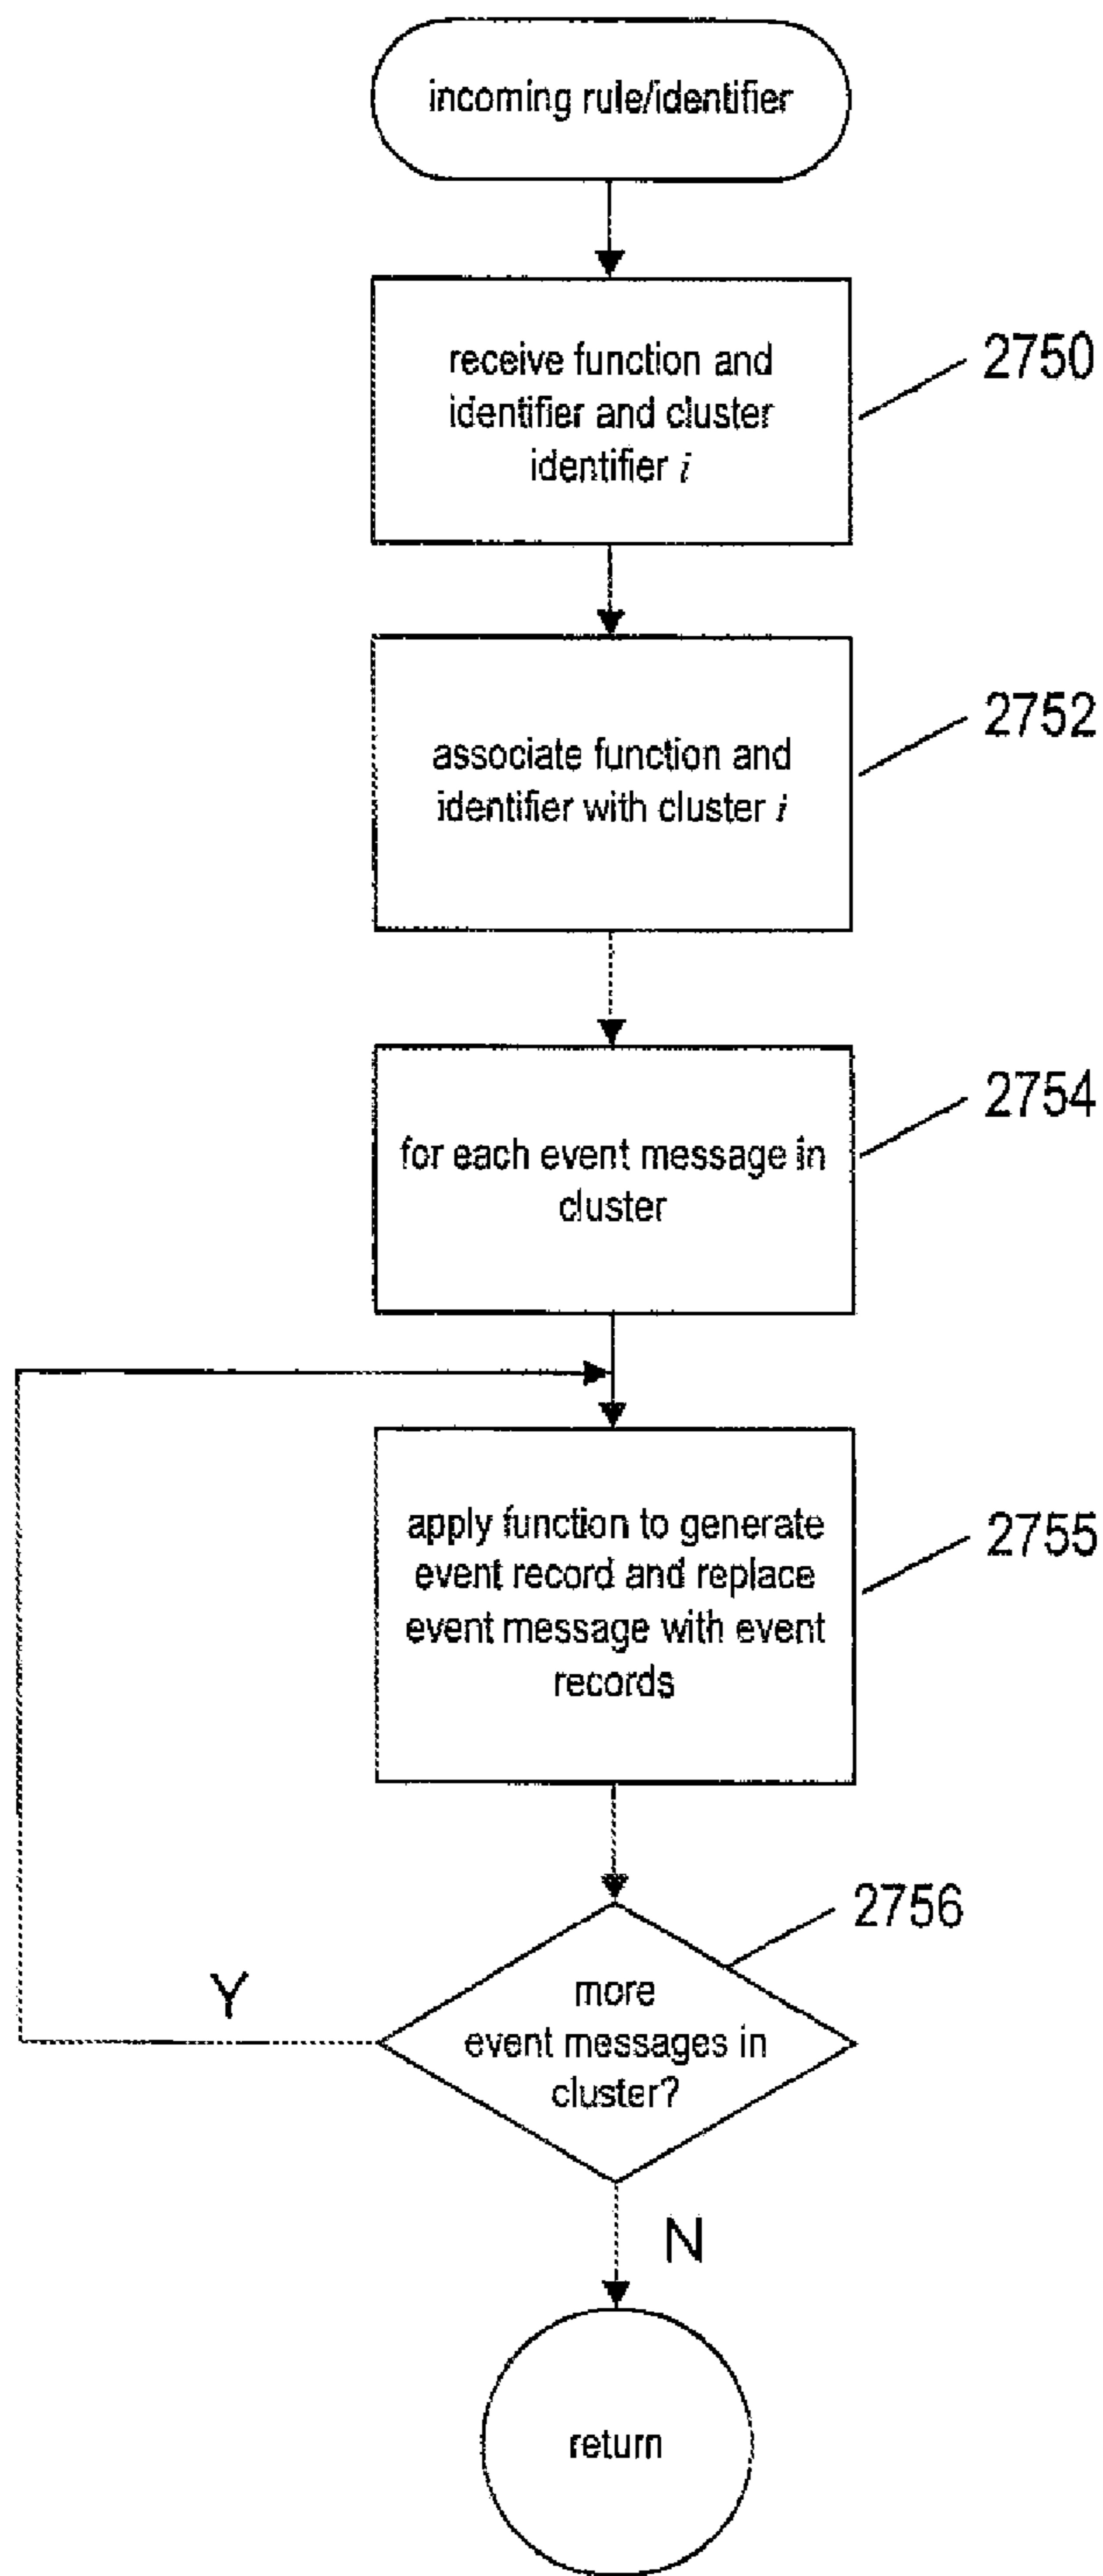 incoming rule/identifier
receive function and
identifier and cluster
identifier i
2750
associate function and
identifier with cluster i
2752
for each event message in
cluster
2754
apply function to generate
event record and replace
event message with event
records
2755
more
event messages in
cluster?
2756
Y
N
return